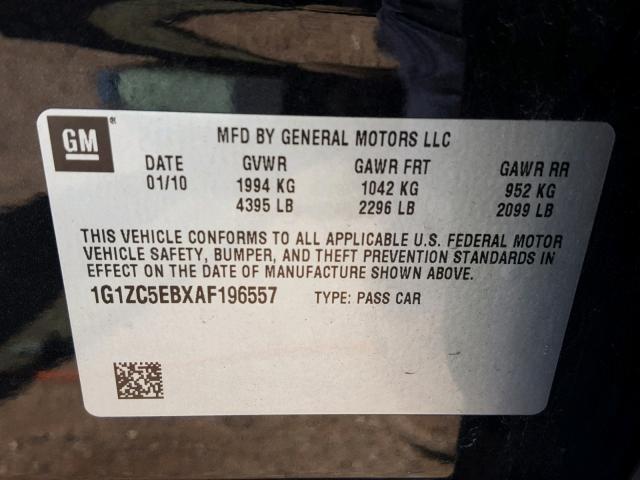 GM®
MFD BY GENERAL MOTORS LLC
DATE GVWR GAWR FRT GAWR RR
01/10 1994 KG 1042 KG 952 KG
4395 LB 2296 LB 2099 LB
THIS VEHICLE CONFORMS TO ALL APPLICABLE U.S. FEDERAL MOTOR
VEHICLE SAFETY, BUMPER, AND THEFT PREVENTION STANDARDS IN
EFFECT ON THE DATE OF MANUFACTURE SHOWN ABOVE.
1G1ZC5EBXAF196557 TYPE: PASS CAR